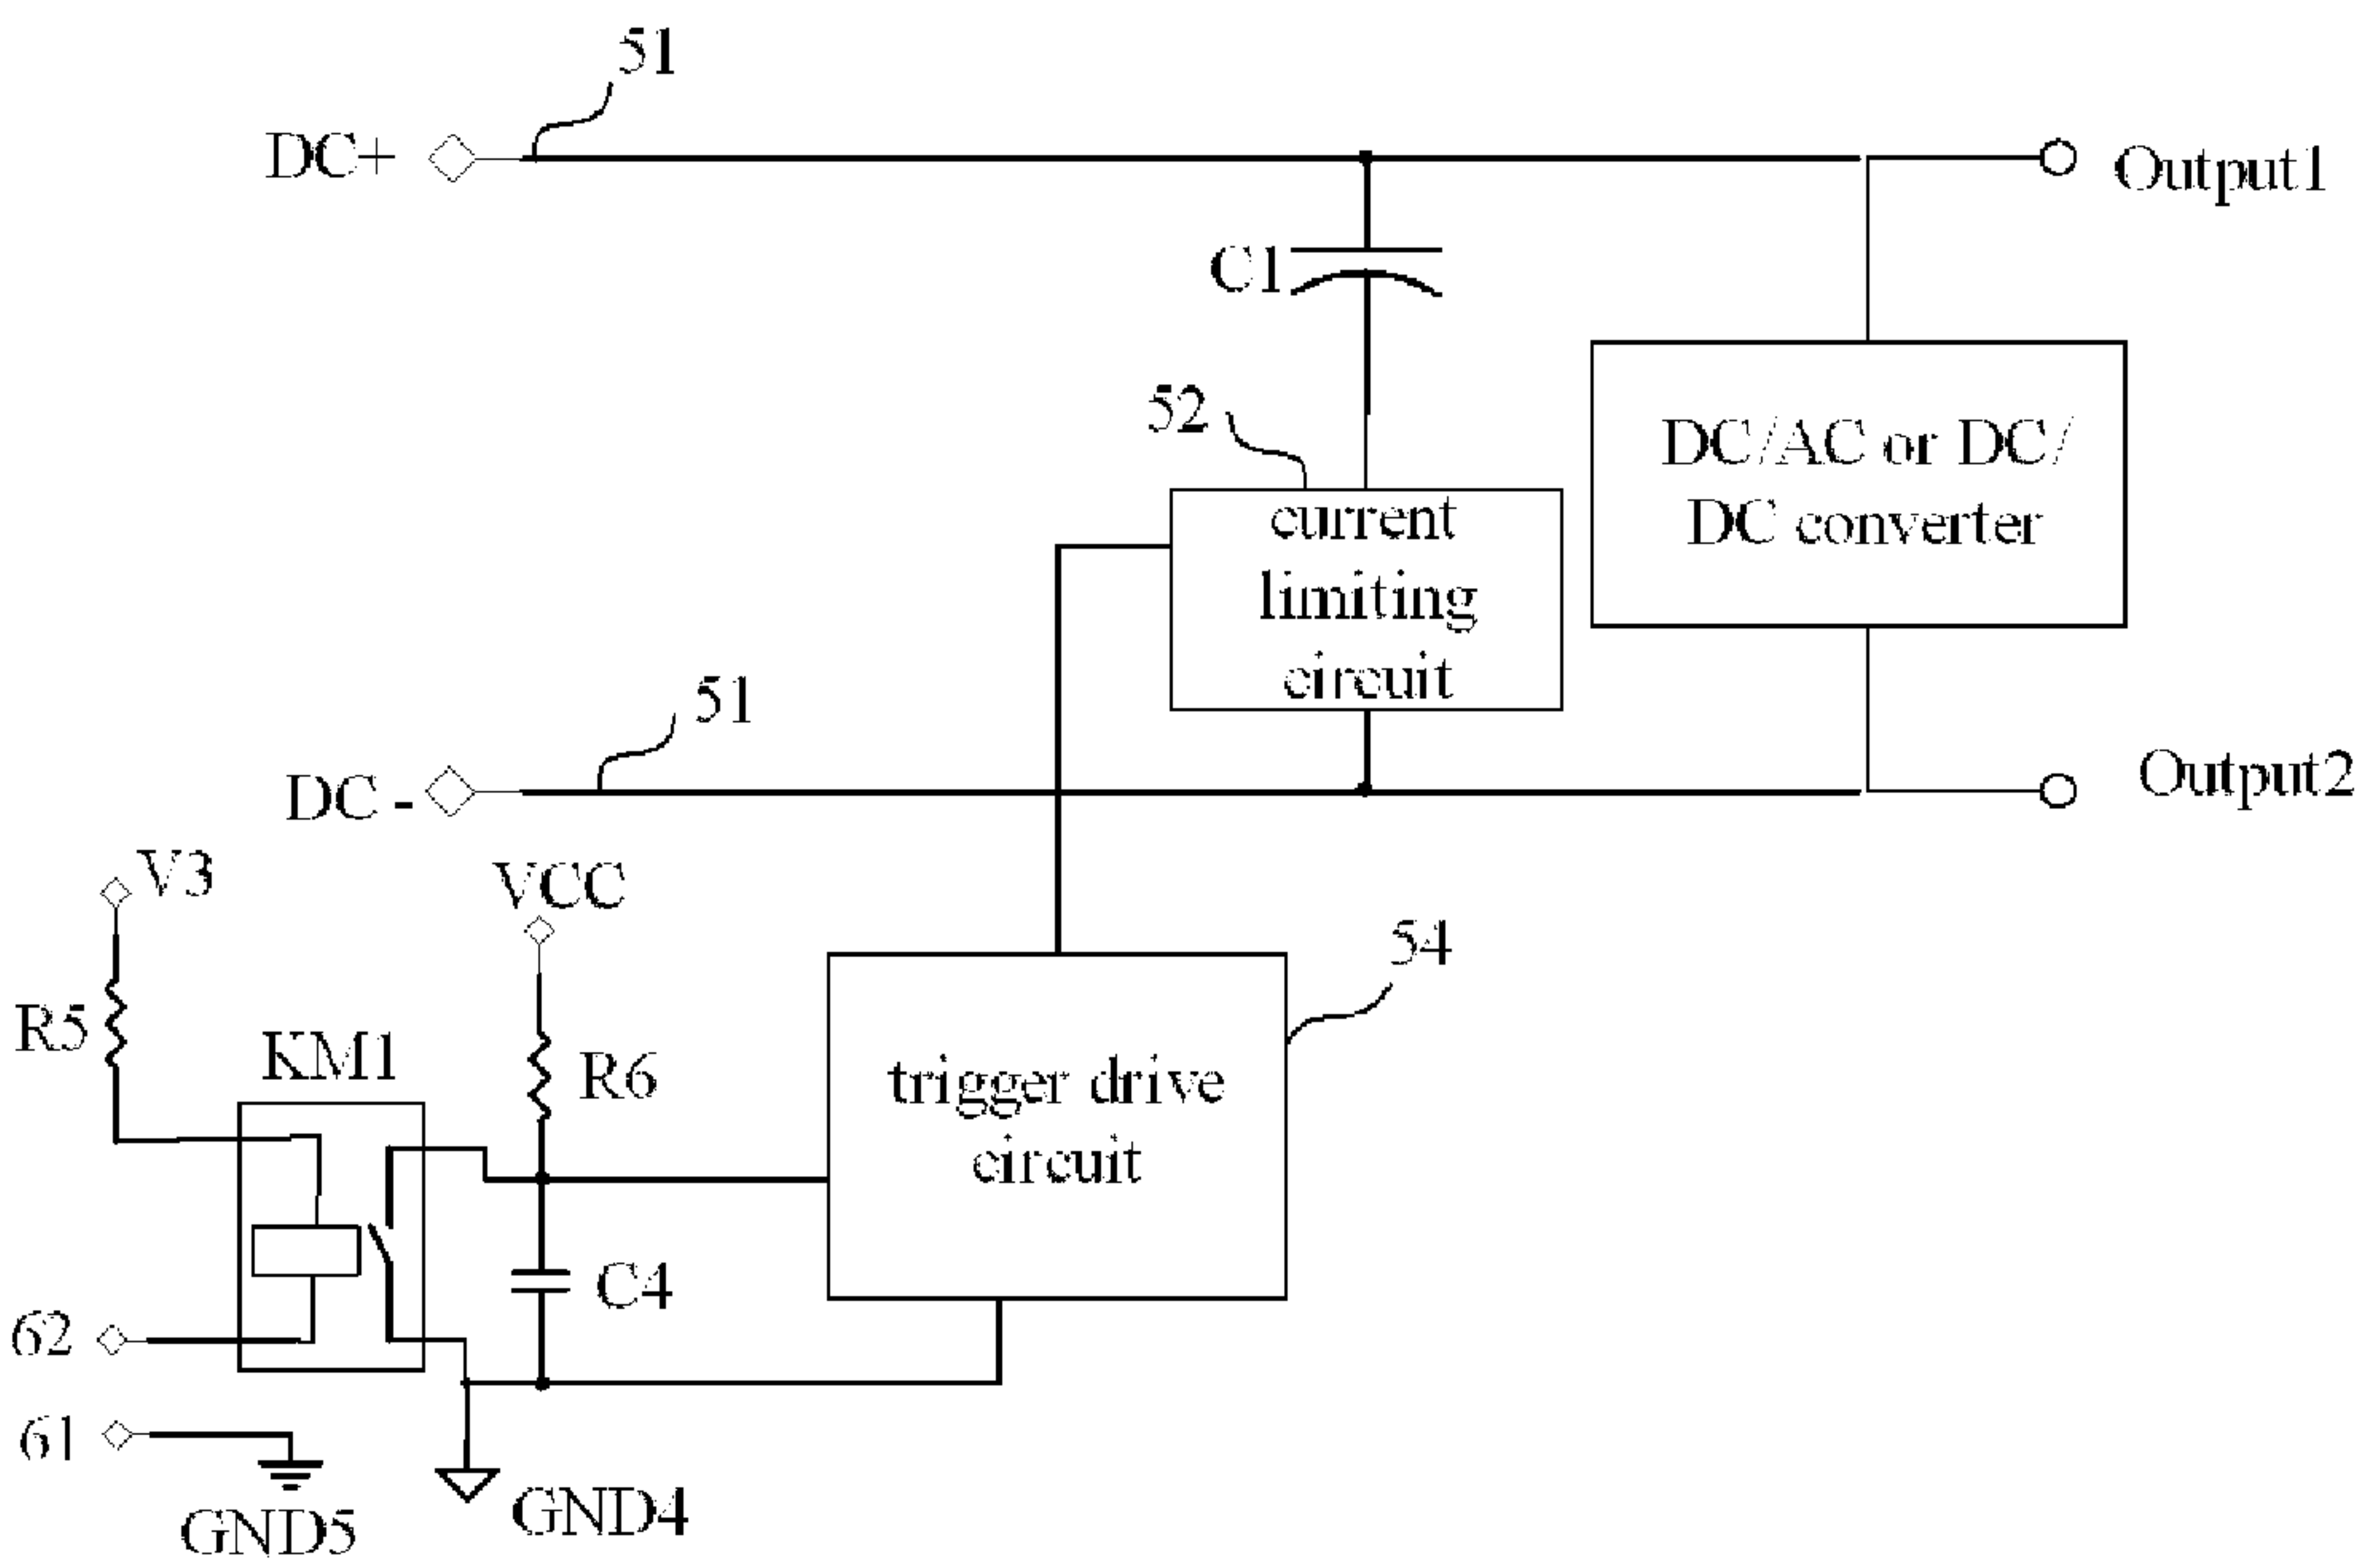 51
DC+
Output1
C1
52
DC/AC or DC/
DC converter
current
limiting
circuit
51
DC -
Output2
V3
VCC
54
R5
KM1
R6
trigger drive
circuit
C4
62
61
GND5
GND4